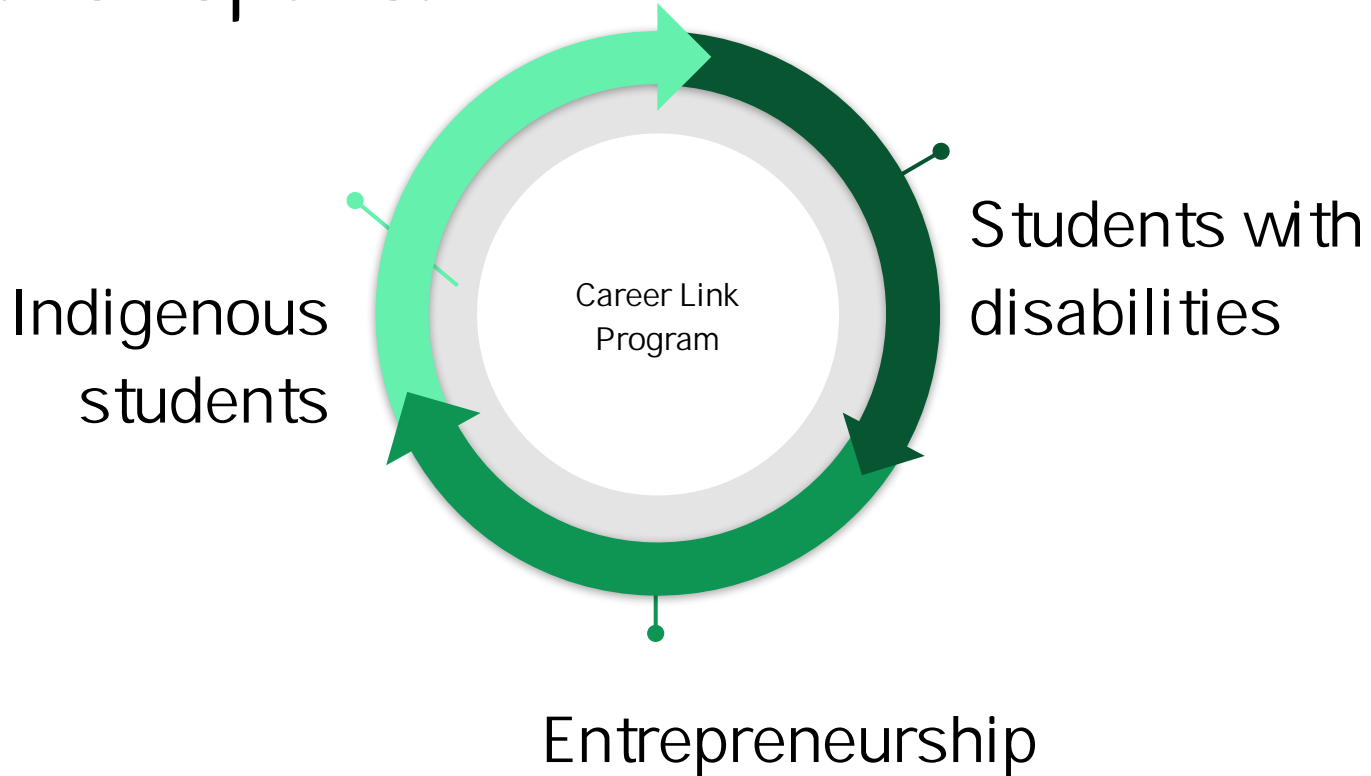 Career Link
Program
Students with
disabilities
Indigenous
students
Entrepreneurship